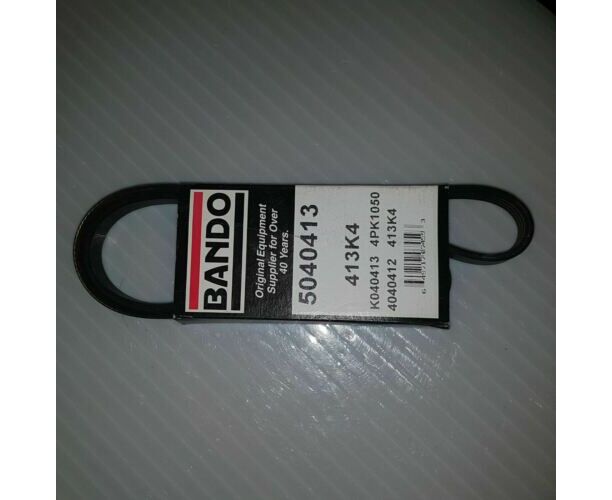 BANDO
Original Equipment
Supplier for Over
40 Years.
5040413
413K4
K040413 4PK1050
4040412 413K4